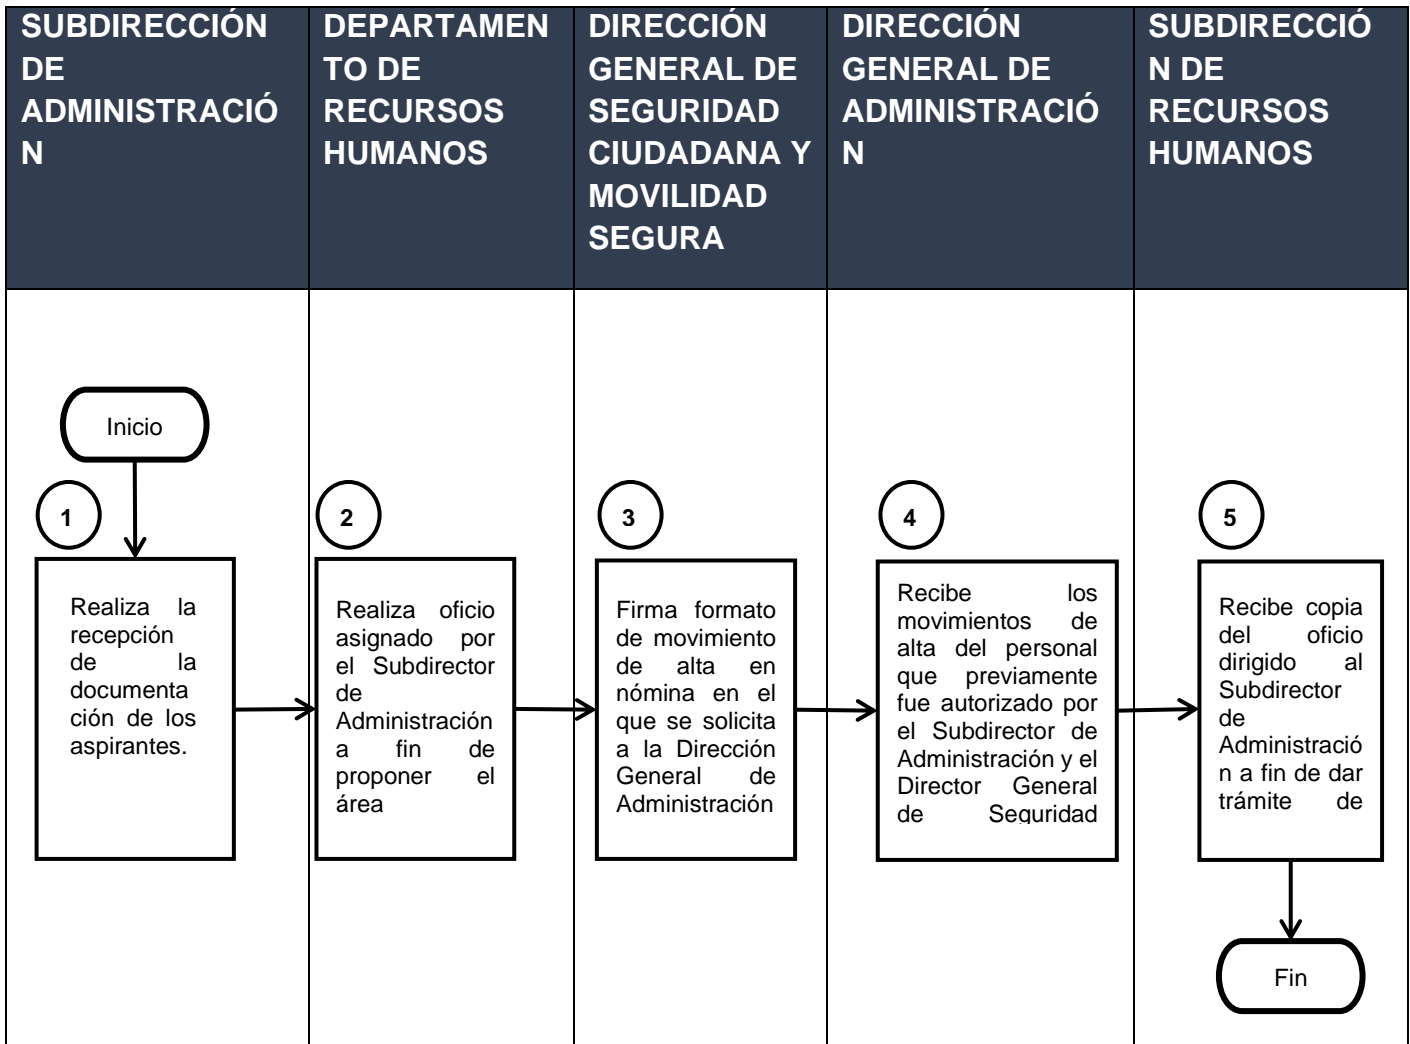 SUBDIRECCIÓN
DE
ADMINISTRACIÓ
N
DEPARTAMEN
TO DE
RECURSOS
HUMANOS
DIRECCIÓN
GENERAL DE
SEGURIDAD
CIUDADANA Y
MOVILIDAD
SEGURA
DIRECCIÓN
GENERAL DE
ADMINISTRACIÓ
N
SUBDIRECCIÓ
N DE
RECURSOS
HUMANOS
Inicio
1
Realiza la
recepción
de la
documenta
ción de los
aspirantes.
2
Realiza oficio
asignado por
el Subdirector
de
Administración
a fin de
proponer el
área
3
Firma formato
de movimiento
de alta en
nómina en el
que se solicita
a la Dirección
General de
Administración
4
Recibe los
movimientos de
alta del personal
que previamente
fue autorizado por
el Subdirector de
Administración y el
Director General
de Seguridad
5
Recibe copia
del oficio
dirigido al
Subdirector
de
Administració
n a fin de dar
trámite de
Fin